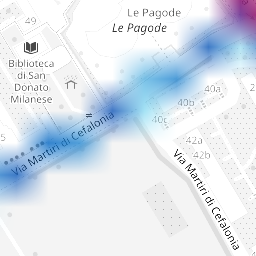 49
Le Pagode
Le Pagode
Biblioteca
di San
Donato
Milanese
40a
40b
40c
42a
42b
Via Martiri di Cefalonia
Via Martiri di Cefalonia